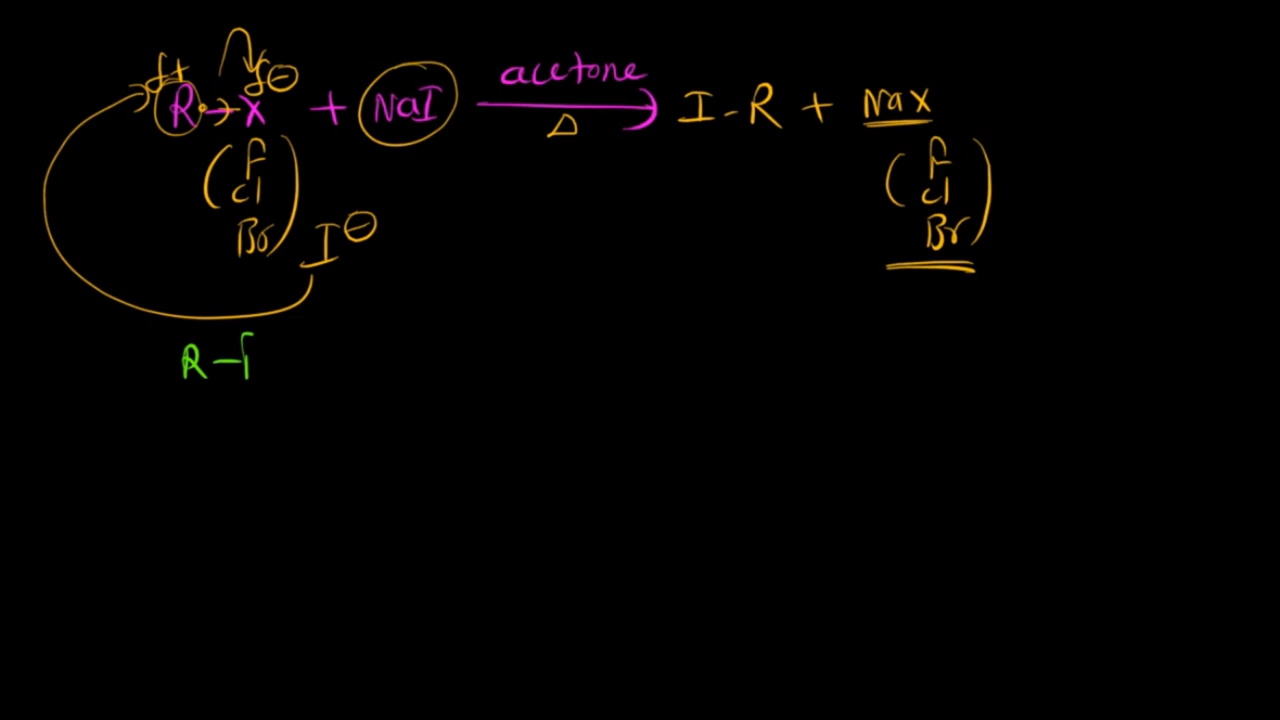 δ+ δ⊖
R → X + NaI acetone Δ → I - R + NaX
( F Cl Br ) ( F Cl Br )
I⊖
R - F